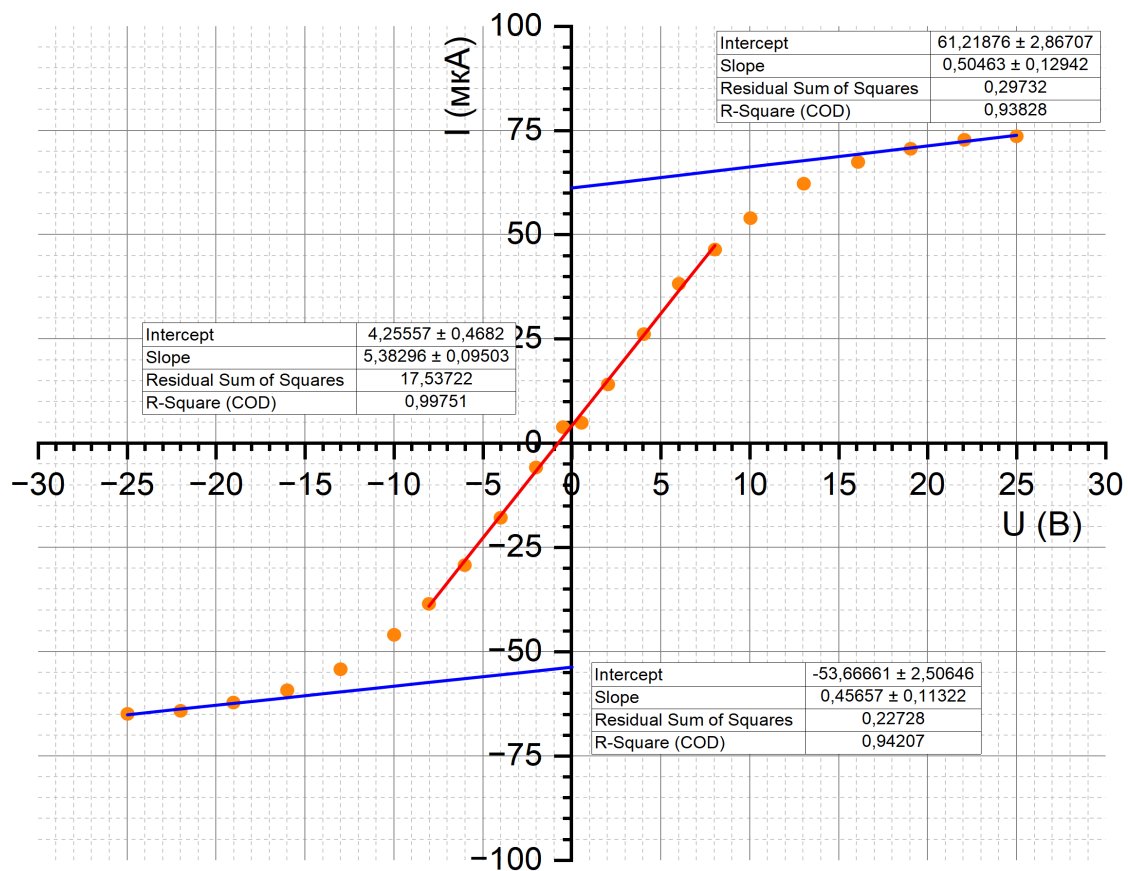 100
I (мкА)
Intercept 61,21876 ± 2,86707
Slope 0,50463 ± 0,12942
Residual Sum of Squares 0,29732
R-Square (COD) 0,93828
75
50
25
Intercept 4,25557 ± 0,4682
Slope 5,38296 ± 0,09503
Residual Sum of Squares 17,53722
R-Square (COD) 0,99751
0
−30 −25 −20 −15 −10 −5 0 5 10 15 20 25 30
U (В)
−25
−50
Intercept -53,66661 ± 2,50646
Slope 0,45657 ± 0,11322
Residual Sum of Squares 0,22728
R-Square (COD) 0,94207
−75
−100